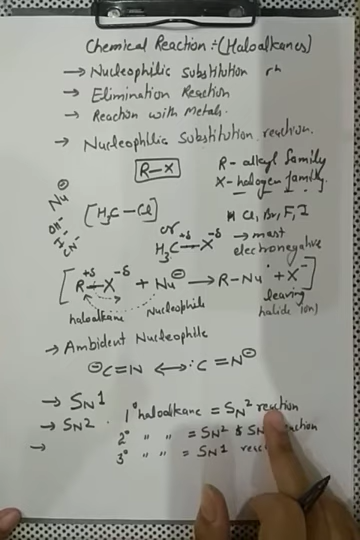 Chemical Reaction :- (Haloalkanes)
→ Nucleophilic Substitution rn
→ Elimination Reaction
→ Reaction with Metals.
→ Nucleophilic Substitution reaction.
R-X
R - alkyl family
X - halogen family.
Nu⊖
OH⁻
H⁻
CN⁻
[H₃C-Cl]
or
H₃C⁺ᵟ-X⁻ᵟ
Cl, Br, F, I
→ most electronegative
[R⁺ᵟ-X⁻ᵟ + Nu⊖ → R-Nu + X⁻]
haloalkane
Nucleophile
leaving
halide ion)
→ Ambident Nucleophile
⊖C≡N ↔ :C=N⊖
→ SN1
→ SN2 .
1° haloalkane = SN2 reaction
2° " " = SN2 & SN
3° " " = SN1
→